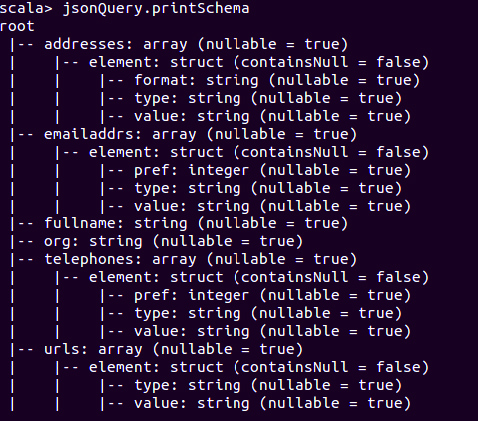 scala> jsonQuery.printSchema
root
 |-- addresses: array (nullable = true)
 |    |-- element: struct (containsNull = false)
 |    |    |-- format: string (nullable = true)
 |    |    |-- type: string (nullable = true)
 |    |    |-- value: string (nullable = true)
 |-- emailaddrs: array (nullable = true)
 |    |-- element: struct (containsNull = false)
 |    |    |-- pref: integer (nullable = true)
 |    |    |-- type: string (nullable = true)
 |    |    |-- value: string (nullable = true)
 |-- fullname: string (nullable = true)
 |-- org: string (nullable = true)
 |-- telephones: array (nullable = true)
 |    |-- element: struct (containsNull = false)
 |    |    |-- pref: integer (nullable = true)
 |    |    |-- type: string (nullable = true)
 |    |    |-- value: string (nullable = true)
 |-- urls: array (nullable = true)
 |    |-- element: struct (containsNull = false)
 |    |    |-- type: string (nullable = true)
 |    |    |-- value: string (nullable = true)